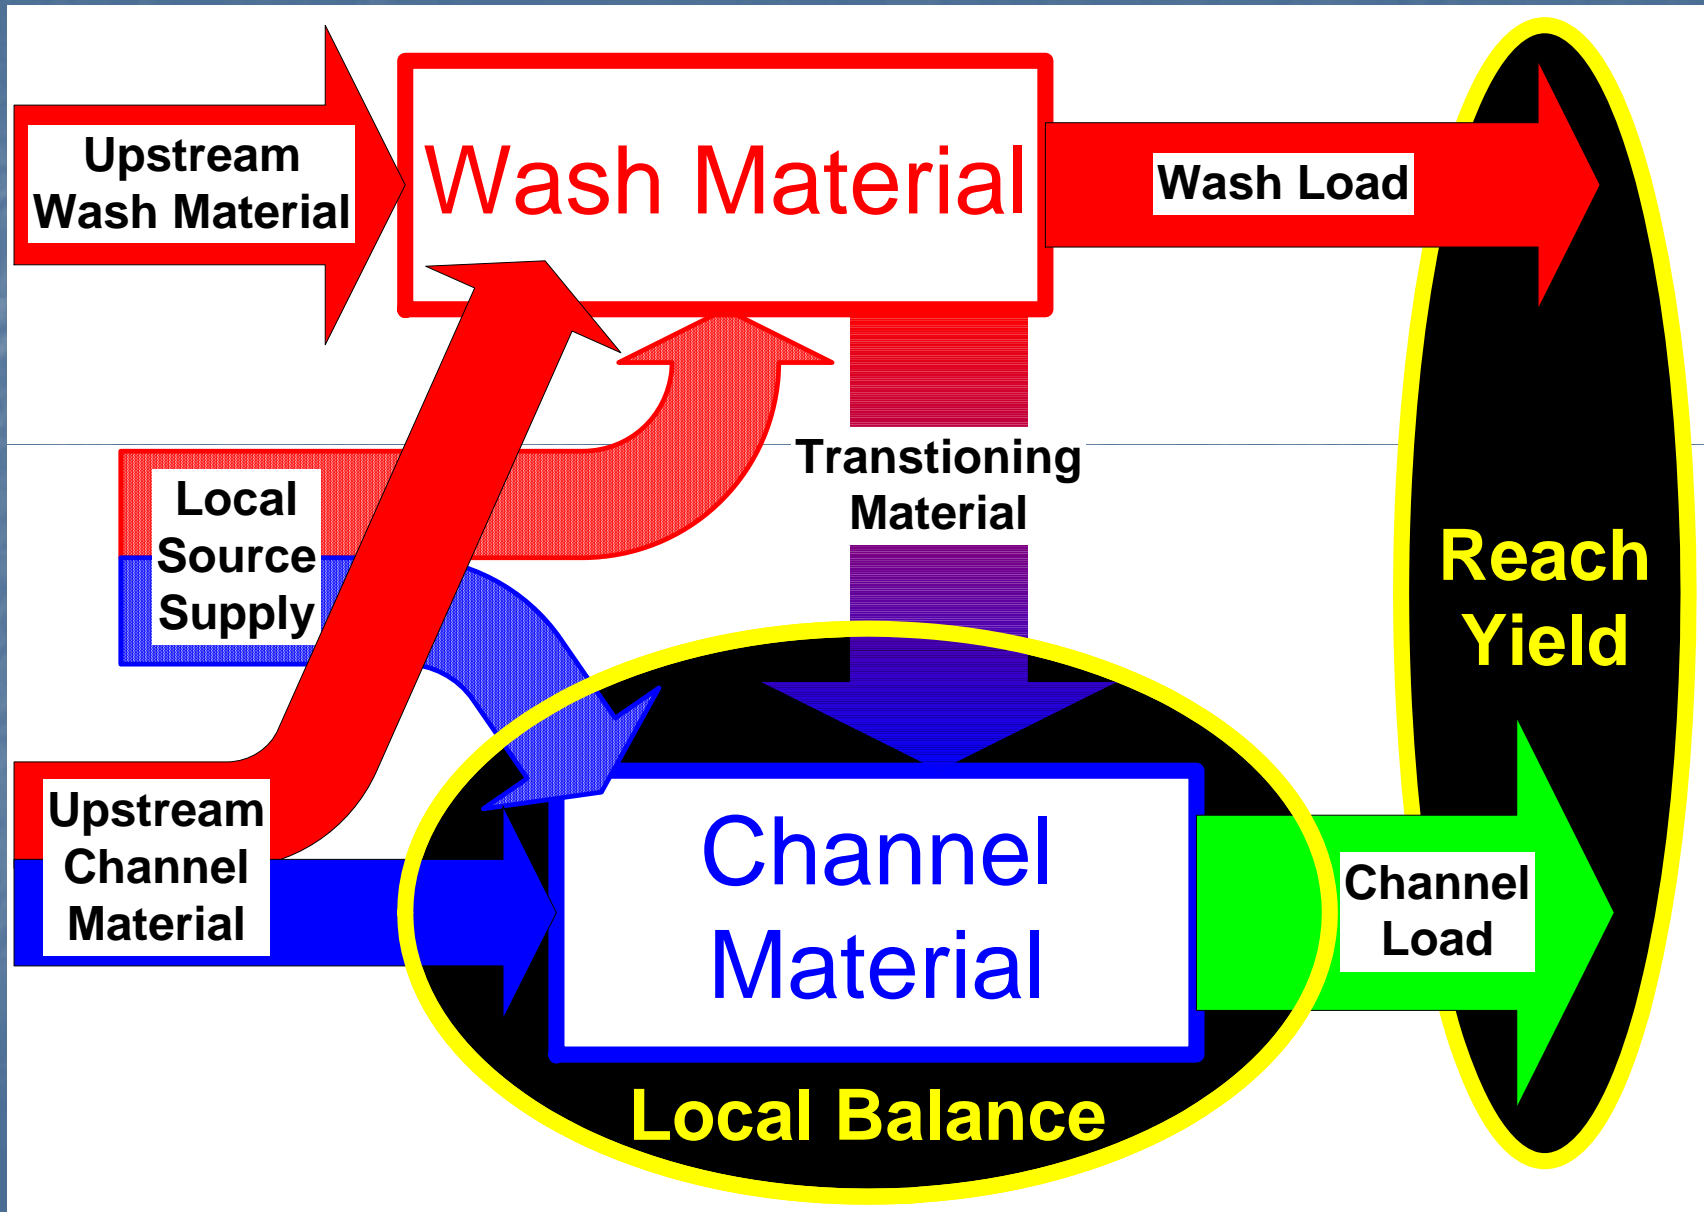 Upstream
Wash Material
Wash Material
Wash Load
Local
Source
Supply
Transtioning
Material
Reach
Yield
Upstream
Channel
Material
Channel
Material
Channel
Load
Local Balance